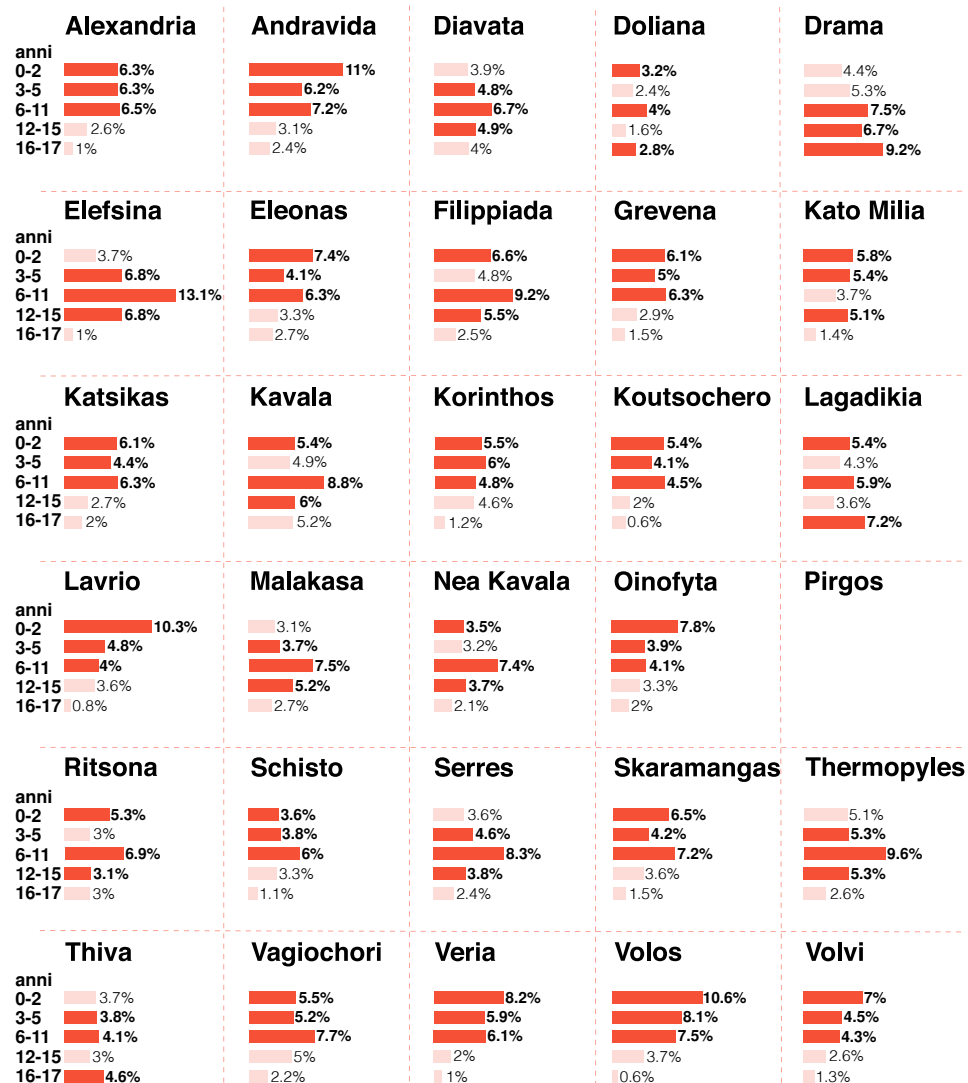 Alexandria Andravida Diavata Doliana Drama
anni
0-2 6.3% 11% 3.9% 3.2% 4.4%
3-5 6.3% 6.2% 4.8% 2.4% 5.3%
6-11 6.5% 7.2% 6.7% 4% 7.5%
12-15 2.6% 3.1% 4.9% 1.6% 6.7%
16-17 1% 2.4% 4% 2.8% 9.2%
Elefsina Eleonas Filippiada Grevena Kato Milia
anni
0-2 3.7% 7.4% 6.6% 6.1% 5.8%
3-5 6.8% 4.1% 4.8% 5% 5.4%
6-11 13.1% 6.3% 9.2% 6.3% 3.7%
12-15 6.8% 3.3% 5.5% 2.9% 5.1%
16-17 1% 2.7% 2.5% 1.5% 1.4%
Katsikas Kavala Korinthos Koutsochero Lagadikia
anni
0-2 6.1% 5.4% 5.5% 5.4% 5.4%
3-5 4.4% 4.9% 6% 4.1% 4.3%
6-11 6.3% 8.8% 4.8% 4.5% 5.9%
12-15 2.7% 6% 4.6% 2% 3.6%
16-17 2% 5.2% 1.2% 0.6% 7.2%
Lavrio Malakasa Nea Kavala Oinofyta Pirgos
anni
0-2 10.3% 3.1% 3.5% 7.8%
3-5 4.8% 3.7% 3.2% 3.9%
6-11 4% 7.5% 7.4% 4.1%
12-15 3.6% 5.2% 3.7% 3.3%
16-17 0.8% 2.7% 2.1% 2%
Ritsona Schisto Serres Skaramangas Thermopyles
anni
0-2 5.3% 3.6% 3.6% 6.5% 5.1%
3-5 3% 3.8% 4.6% 4.2% 5.3%
6-11 6.9% 6% 8.3% 7.2% 9.6%
12-15 3.1% 3.3% 3.8% 3.6% 5.3%
16-17 3% 1.1% 2.4% 1.5% 2.6%
Thiva Vagiochori Veria Volos Volvi
anni
0-2 3.7% 5.5% 8.2% 10.6% 7%
3-5 3.8% 5.2% 5.9% 8.1% 4.5%
6-11 4.1% 7.7% 6.1% 7.5% 4.3%
12-15 3% 5% 2% 3.7% 2.6%
16-17 4.6% 2.2% 1% 0.6% 1.3%